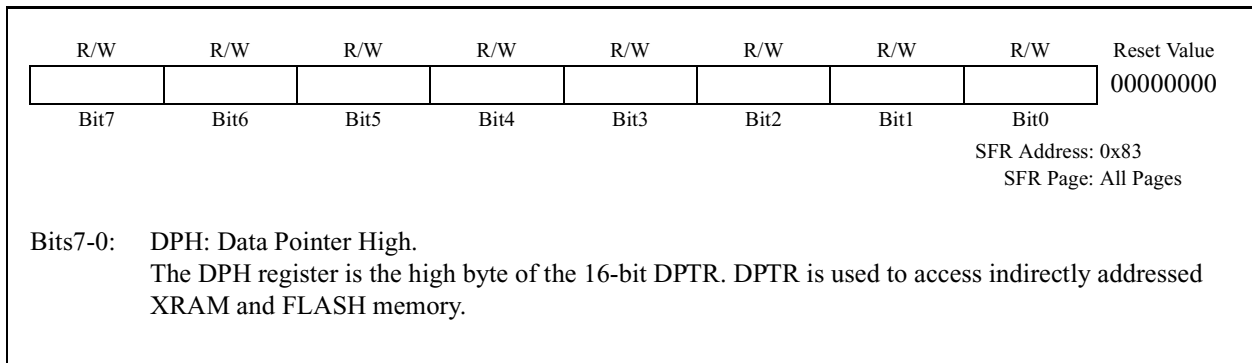 R/W R/W R/W R/W R/W R/W R/W R/W Reset Value
00000000
Bit7 Bit6 Bit5 Bit4 Bit3 Bit2 Bit1 Bit0
SFR Address: 0x83
SFR Page: All Pages
Bits7-0: DPH: Data Pointer High.
The DPH register is the high byte of the 16-bit DPTR. DPTR is used to access indirectly addressed
XRAM and FLASH memory.